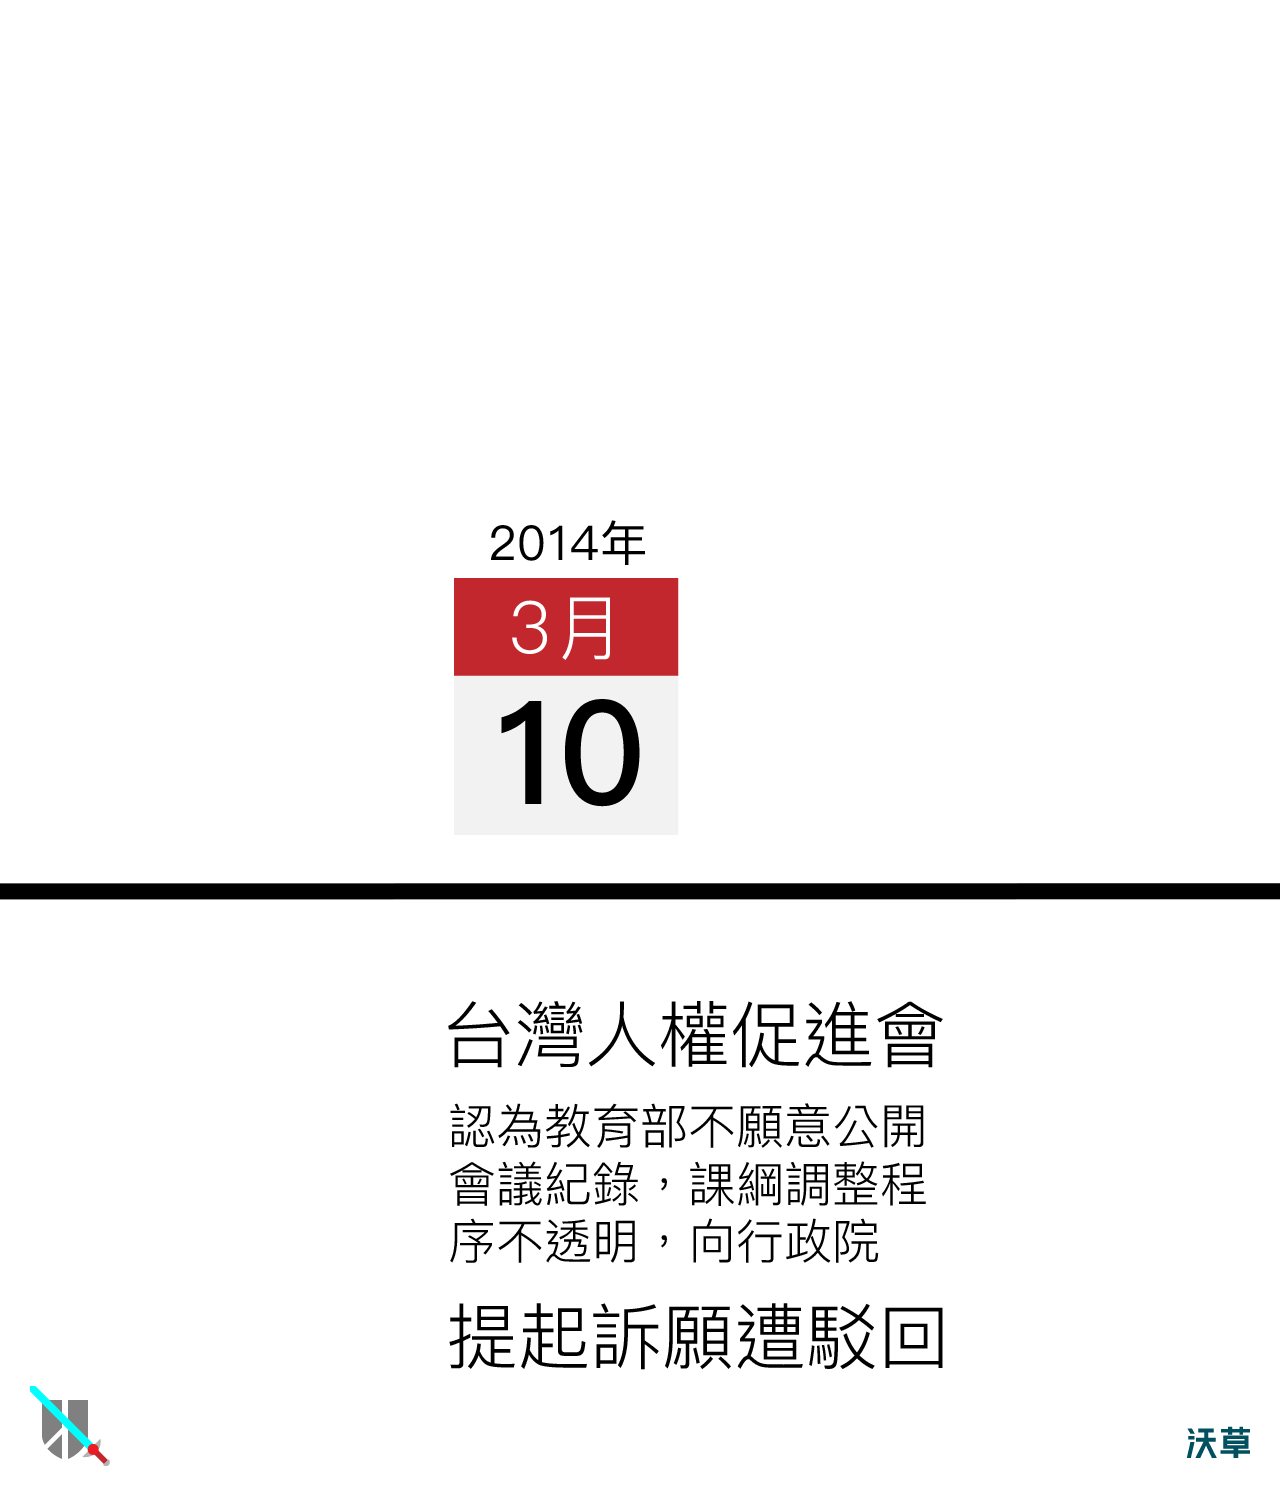 2014年
3月
10
台灣人權促進會
認為教育部不願意公開
會議紀錄，課綱調整程
序不透明，向行政院
提起訴願遭駁回
沃草